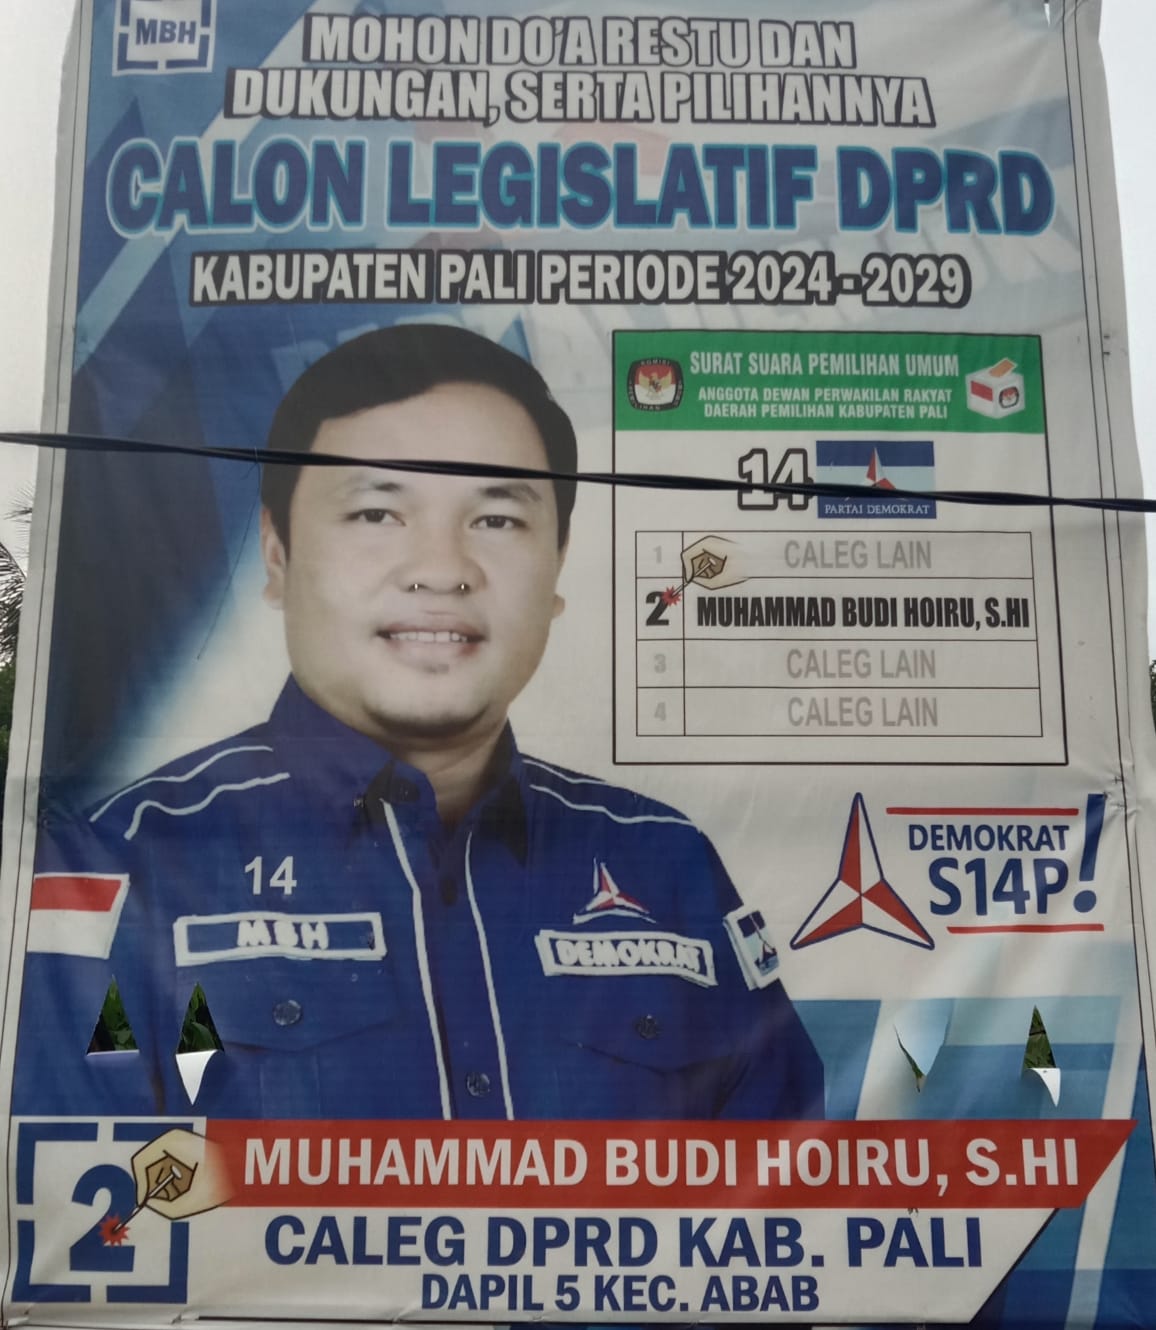 MBH
MOHON DO'A RESTU DAN
DUKUNGAN, SERTA PILIHANNYA
CALON LEGISLATIF DPRD
KABUPATEN PALI PERIODE 2024-2029
SURAT SUARA PEMILIHAN UMUM
ANGGOTA DEWAN PERWAKILAN RAKYAT
DAERAH PEMILIHAN KABUPATEN PALI
14
PARTAI DEMOKRAT
1 CALEG LAIN
2 MUHAMMAD BUDI HOIRU, S.HI
3 CALEG LAIN
4 CALEG LAIN
DEMOKRAT
S14P!
14
MBH
DEMOKRAT
2
MUHAMMAD BUDI HOIRU, S.HI
CALEG DPRD KAB. PALI
DAPIL 5 KEC. ABAB